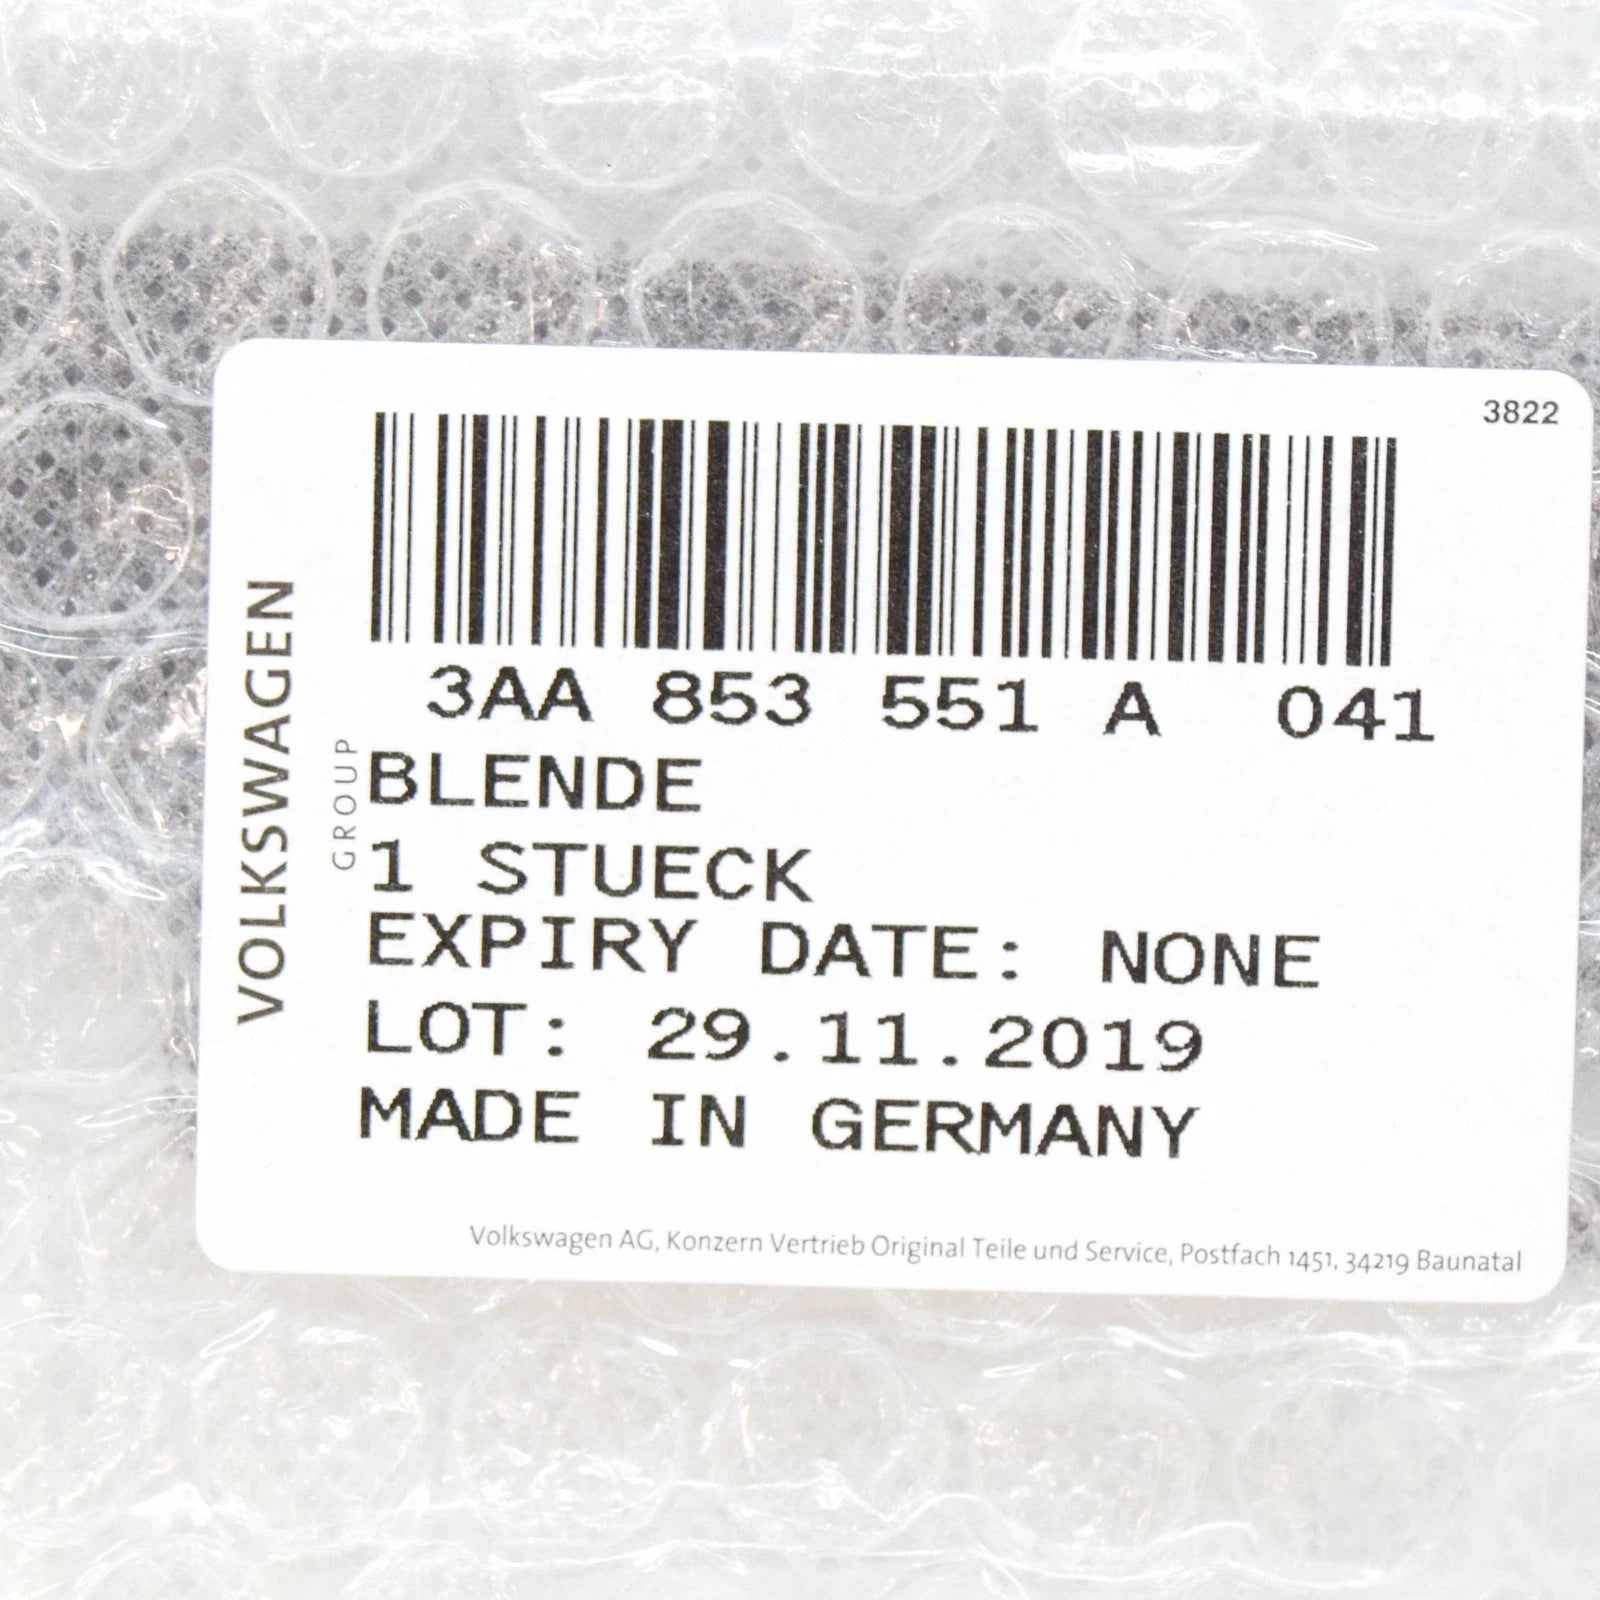 3822
3AA 853 551 A 041
BLENDE
1 STUECK
EXPIRY DATE: NONE
LOT: 29.11.2019
MADE IN GERMANY
VOLKSWAGEN
GROUP
Volkswagen AG, Konzern Vertrieb Original Teile und Service, Postfach 1451, 34219 Baunatal